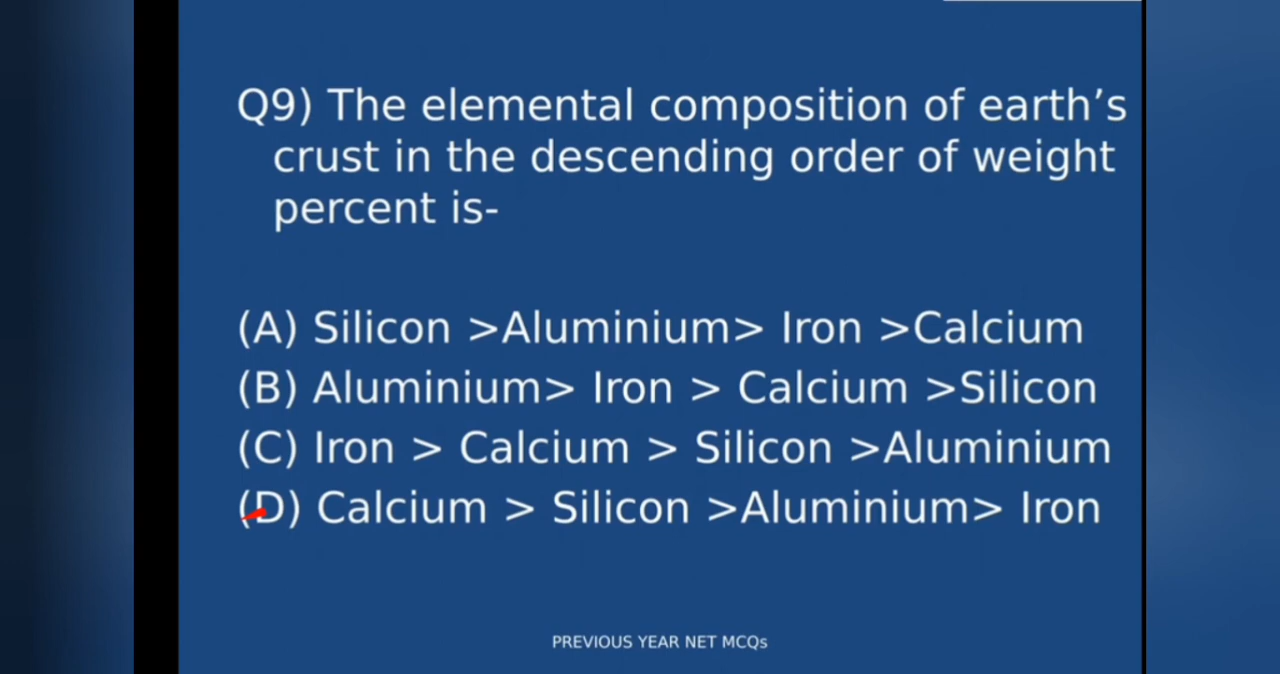 Q9) The elemental composition of earth’s
crust in the descending order of weight
percent is-
(A) Silicon >Aluminium> Iron >Calcium
(B) Aluminium> Iron > Calcium >Silicon
(C) Iron > Calcium > Silicon >Aluminium
(D) Calcium > Silicon >Aluminium> Iron
PREVIOUS YEAR NET MCQs